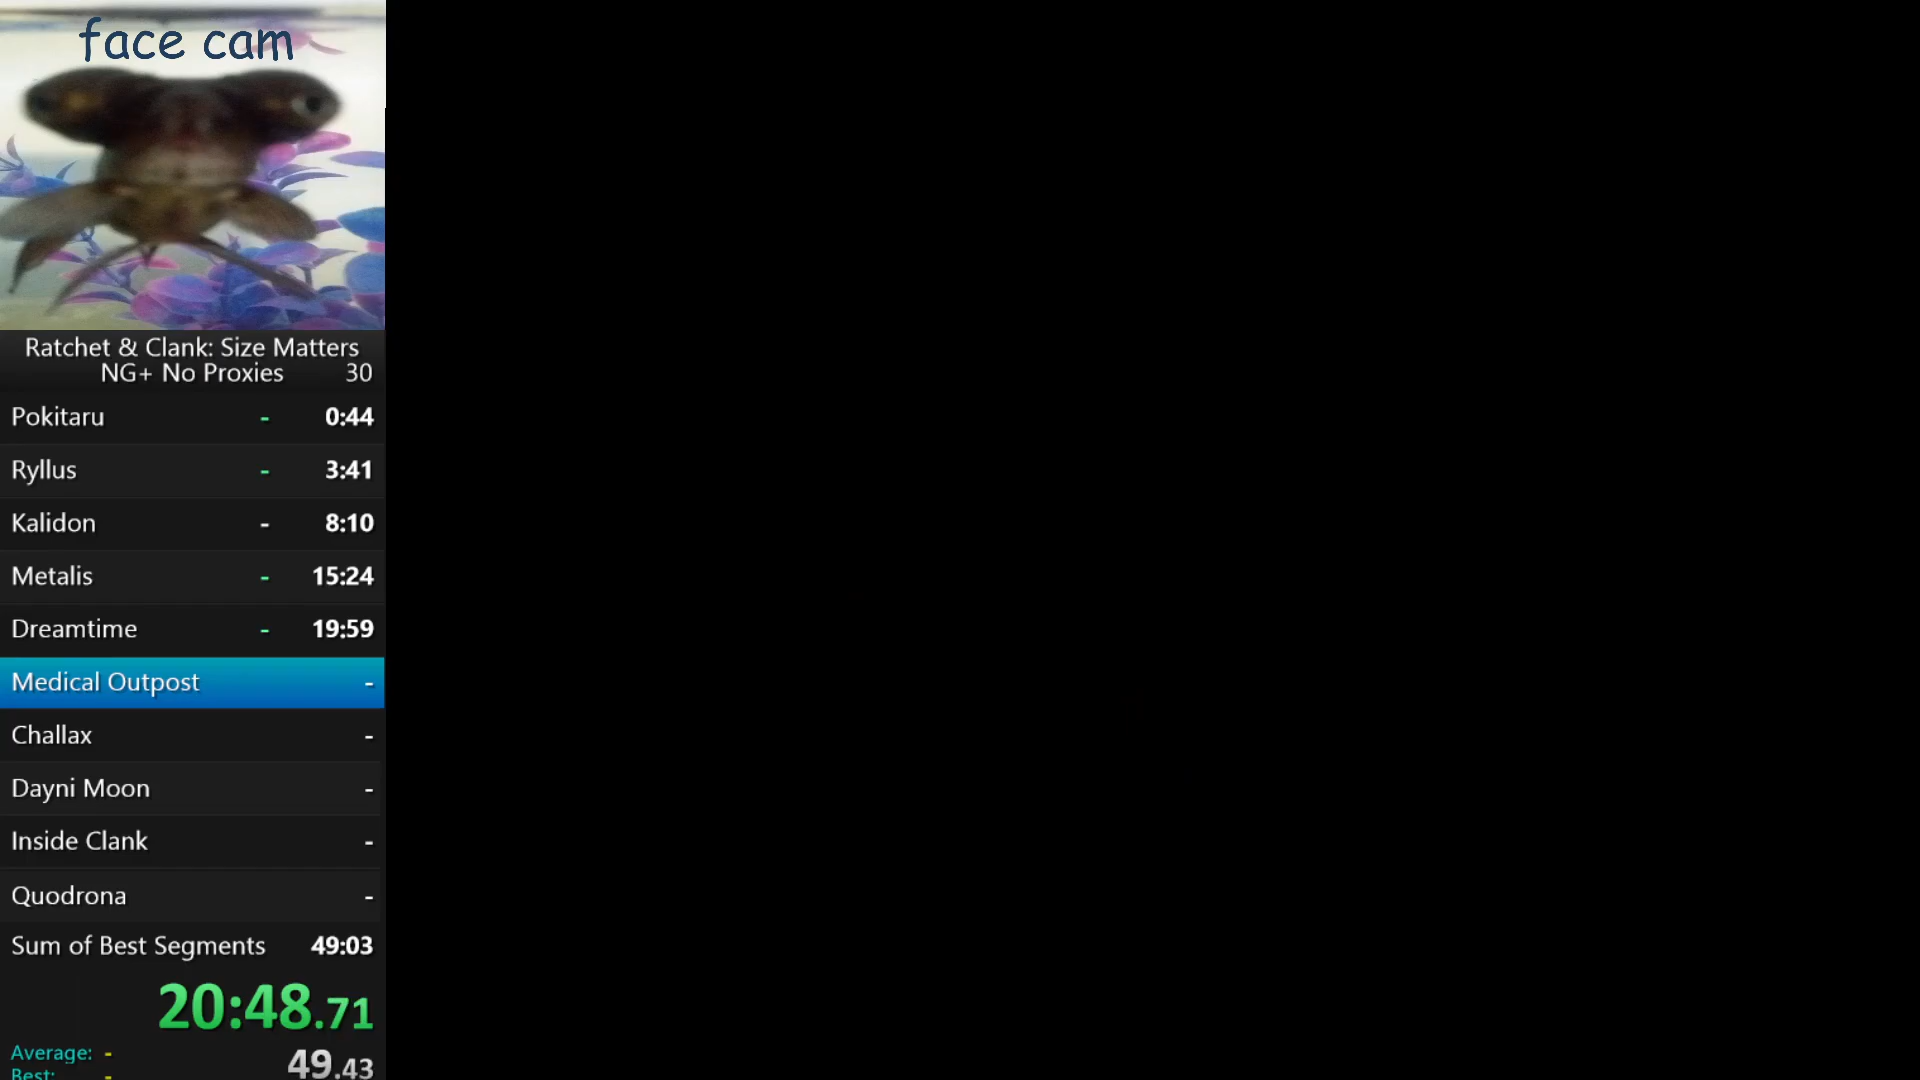 face cam
Ratchet & Clank: Size Matters
NG+ No Proxies 30
Pokitaru - 0:44
Ryllus - 3:41
Kalidon - 8:10
Metalis - 15:24
Dreamtime - 19:59
Medical Outpost -
Challax -
Dayni Moon -
Inside Clank -
Quodrona -
Sum of Best Segments 49:03
20:48.71
Average: - 49.43
Best: -